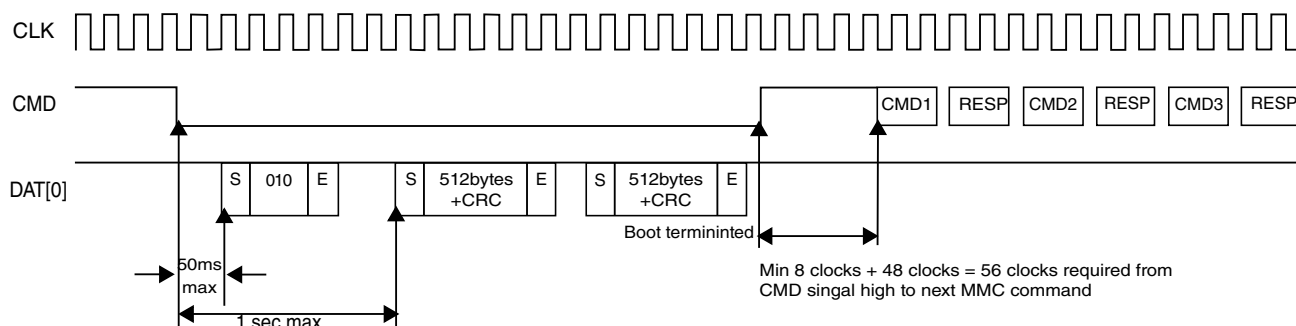 CLK
CMD
CMD1 RESP CMD2 RESP CMD3 RESP
DAT[0]
S 010 E S 512bytes +CRC E S 512bytes +CRC E
Boot termininted
50ms
max
1 sec max
Min 8 clocks + 48 clocks = 56 clocks required from
CMD singal high to next MMC command